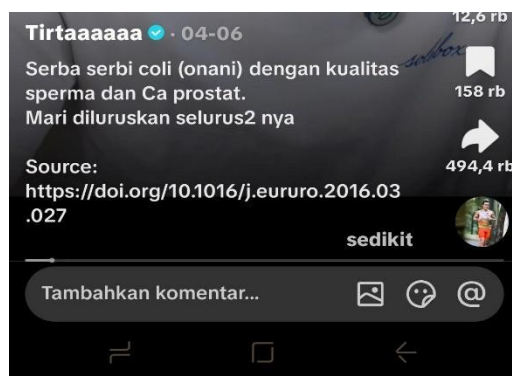 12,6 rb
Tirtaaaaaa · 04-06
solbox
Serba serbi coli (onani) dengan kualitas
sperma dan Ca prostat.
Mari diluruskan selurus2 nya
158 rb
Source:
https://doi.org/10.1016/j.eururo.2016.03
.027
494,4 rb
sedikit
Tambahkan komentar...
@